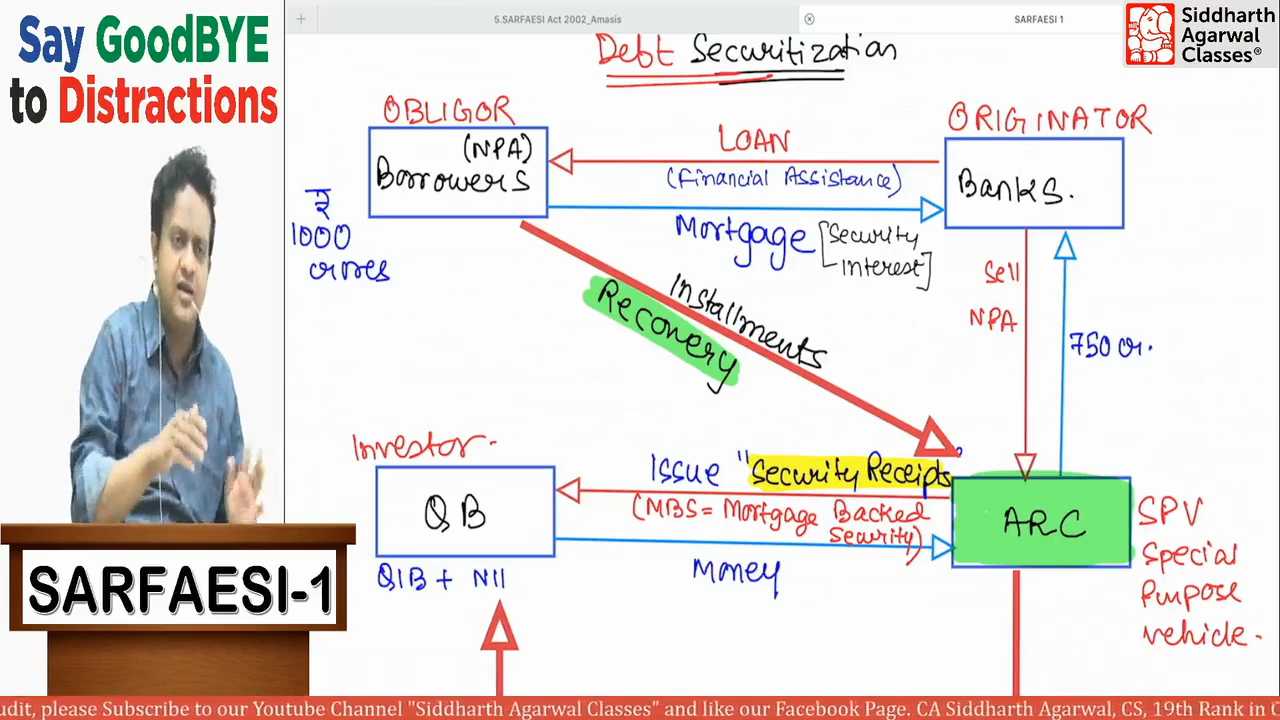 Say GoodBYE
to Distractions
5.SARFAESI Act 2002_Amasis
SARFAESI 1
Siddharth
Agarwal
Classes®
Debt Securitization
OBLIGOR
(NPA)
Borrowers
₹
1000
crores
LOAN
(Financial Assistance)
Mortgage [Security
Interest]
ORIGINATOR
Banks.
Sell
NPA
750 cr.
Installments
Recovery
Investor.
QB
QIB + NII
Issue "Security Receipts"
(MBS = Mortgage Backed
Security)
Money
ARC
SPV
Special
Purpose
Vehicle.
SARFAESI-1
udit, please Subscribe to our Youtube Channel "Siddharth Agarwal Classes" and like our Facebook Page. CA Siddharth Agarwal, CS, 19th Rank in C